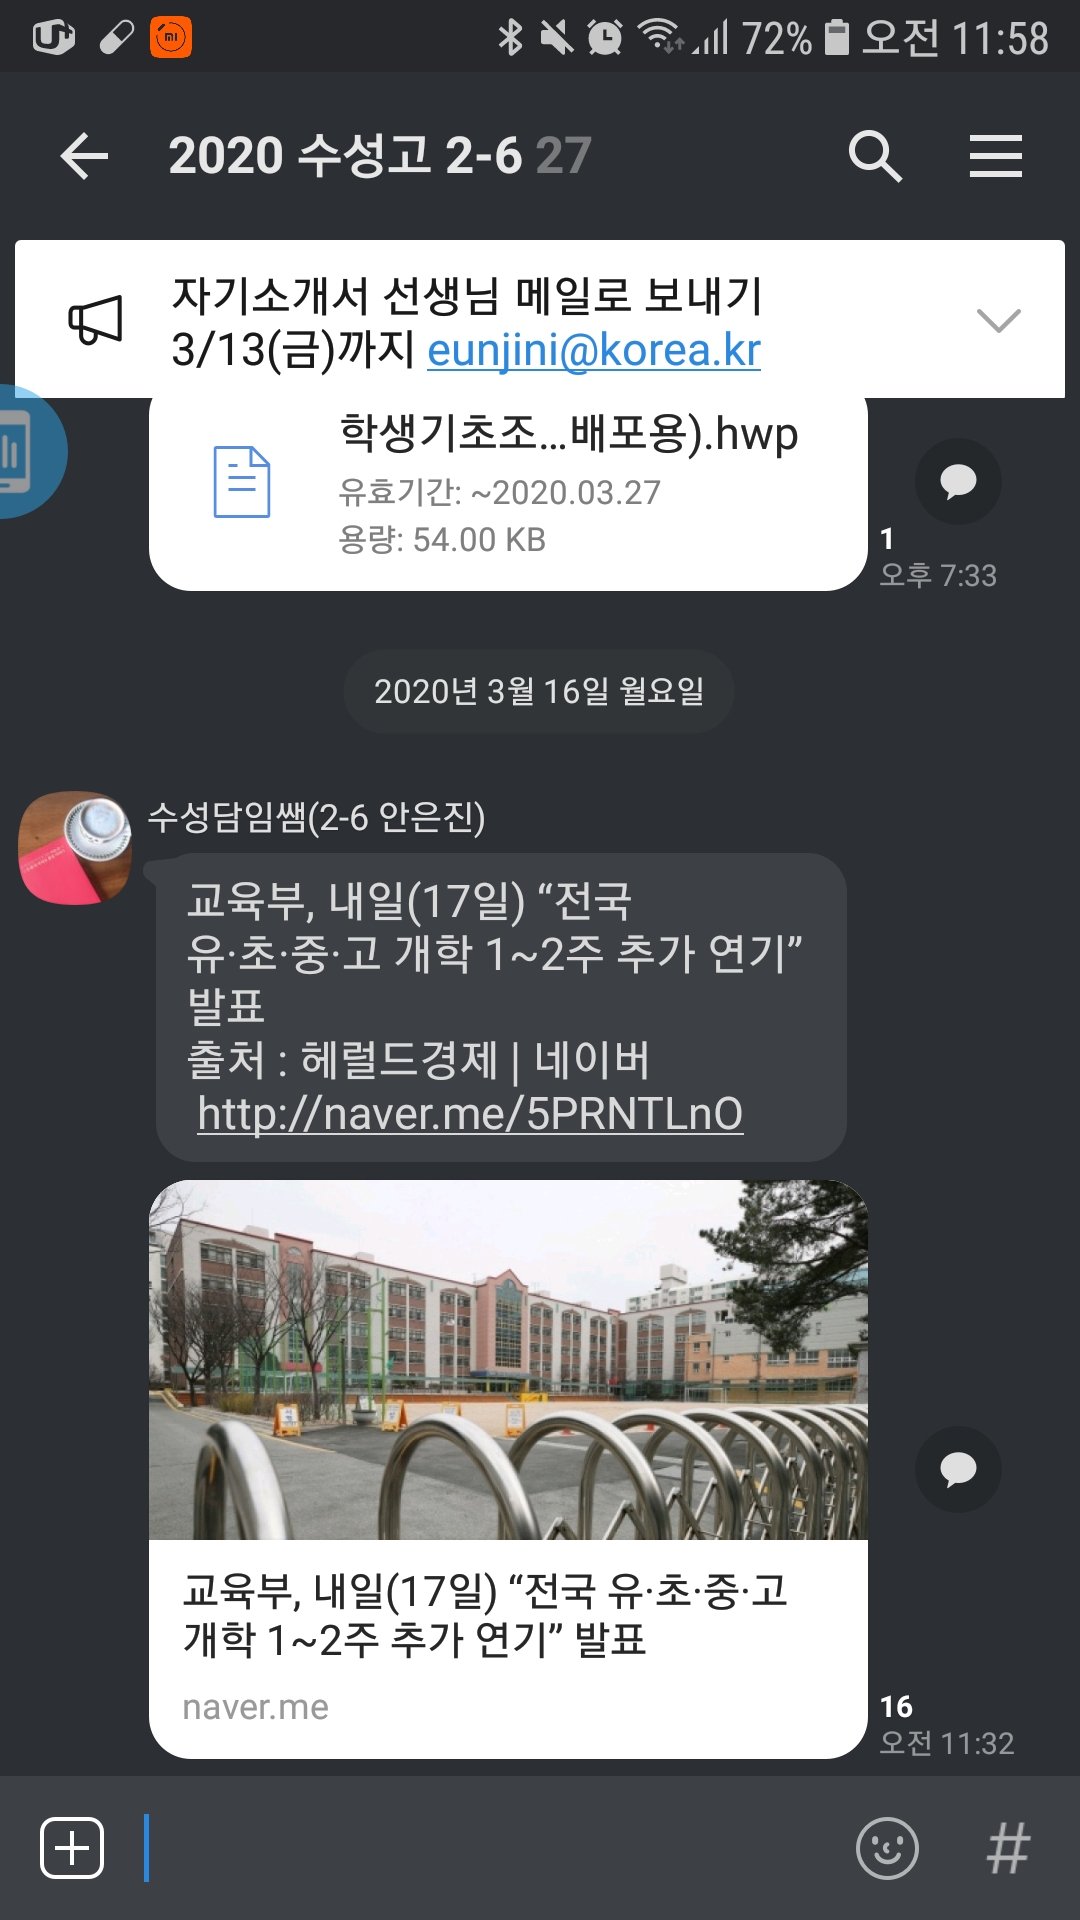 72% 오전 11:58
2020 수성고 2-6 27
자기소개서 선생님 메일로 보내기
3/13(금)까지 eunjini@korea.kr
학생기초조...배포용).hwp
유효기간: ~2020.03.27
용량: 54.00 KB
1
오후 7:33
2020년 3월 16일 월요일
수성담임쌤(2-6 안은진)
교육부, 내일(17일) “전국
유·초·중·고 개학 1~2주 추가 연기”
발표
출처 : 헤럴드경제 | 네이버
http://naver.me/5PRNTLnO
교육부, 내일(17일) “전국 유·초·중·고
개학 1~2주 추가 연기” 발표
naver.me
16
오전 11:32
#